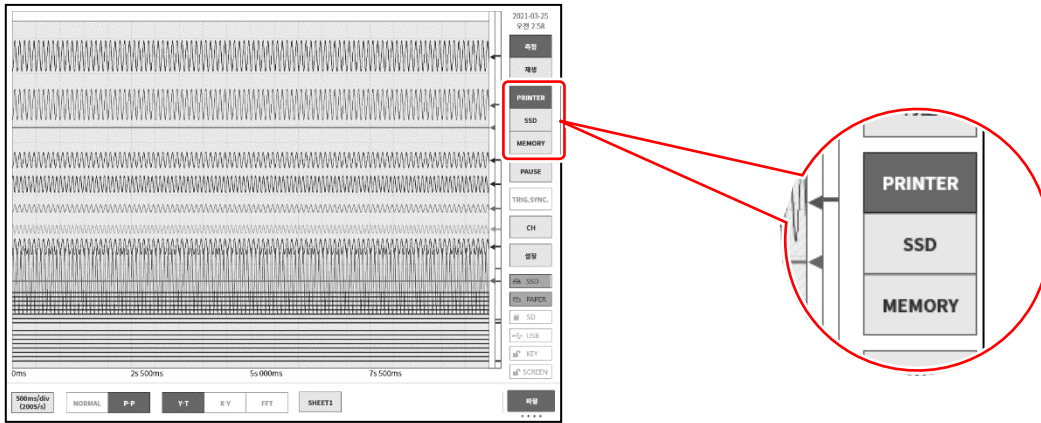 2021-03-25
오전 2:58
측정
재생
PRINTER
SSD
MEMORY
PAUSE
TRIG.SYNC.
CH
설정
SSD
PAPER
SD
USB
KEY
SCREEN
0ms 2s 500ms 5s 000ms 7s 500ms
500ms/div
(200S/s)
NORMAL P-P Y-T X-Y FFT SHEET1 파형
PRINTER
SSD
MEMORY